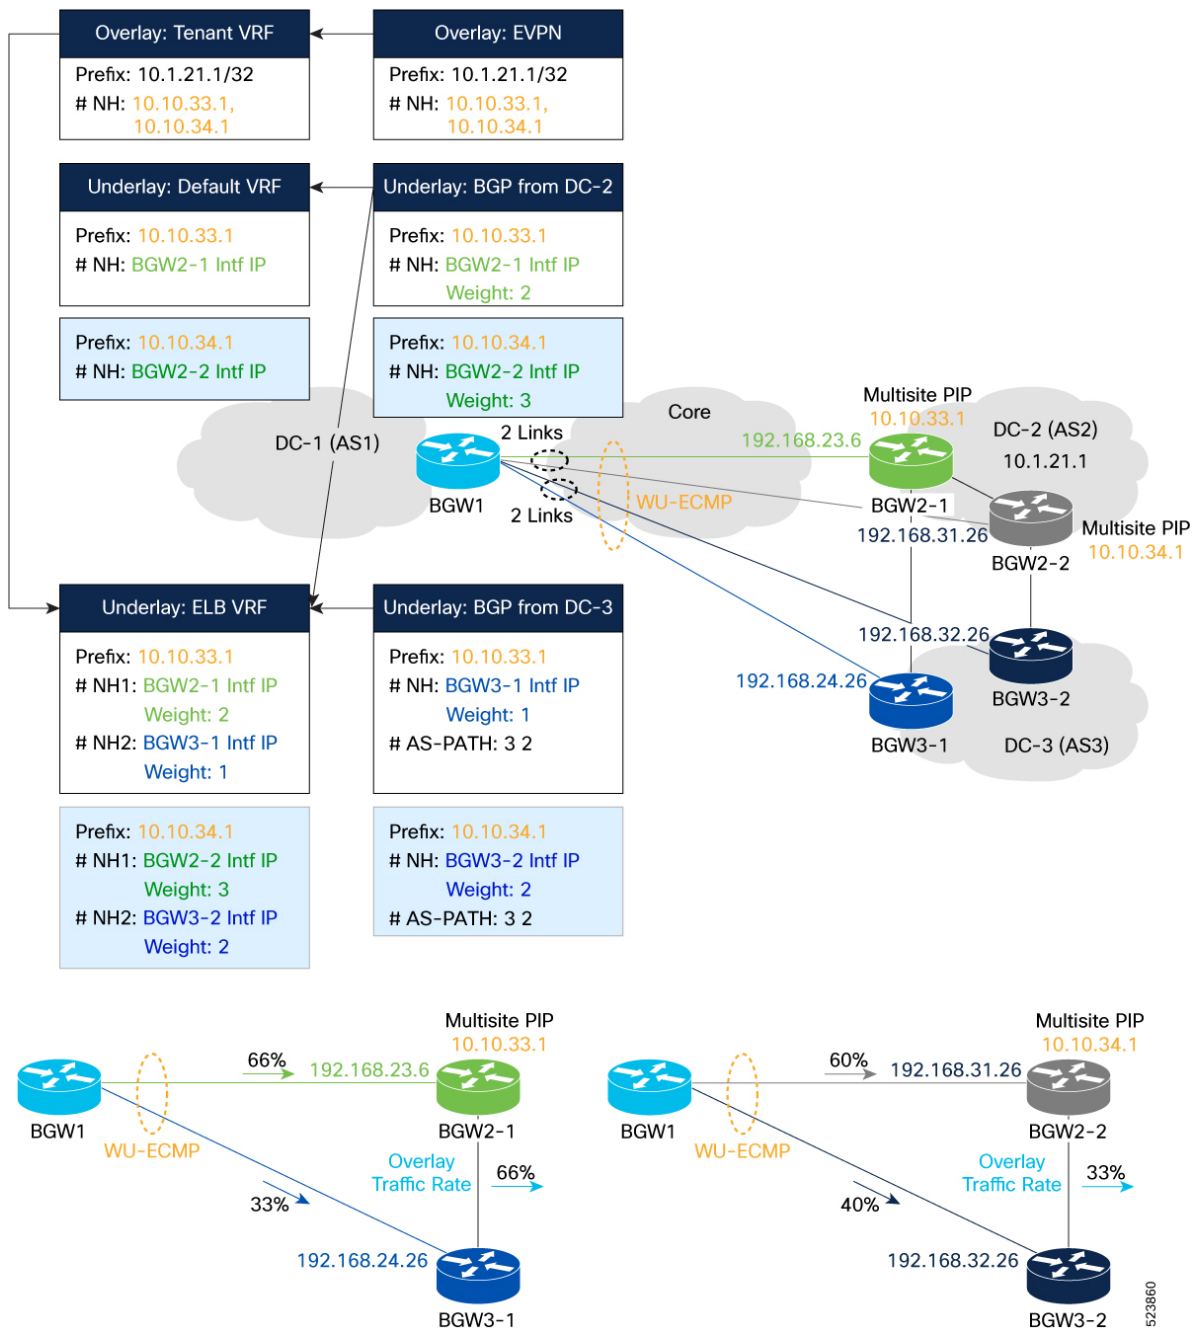 Overlay: Tenant VRF
Prefix: 10.1.21.1/32
# NH: 10.10.33.1,
10.10.34.1
Overlay: EVPN
Prefix: 10.1.21.1/32
# NH: 10.10.33.1,
10.10.34.1
Underlay: Default VRF
Prefix: 10.10.33.1
# NH: BGW2-1 Intf IP
Prefix: 10.10.34.1
# NH: BGW2-2 Intf IP
Underlay: BGP from DC-2
Prefix: 10.10.33.1
# NH: BGW2-1 Intf IP
Weight: 2
Prefix: 10.10.34.1
# NH: BGW2-2 Intf IP
Weight: 3
DC-1 (AS1)
BGW1
2 Links
2 Links
Core
WU-ECMP
192.168.23.6
Multisite PIP
10.10.33.1
BGW2-1
DC-2 (AS2)
10.1.21.1
192.168.31.26
BGW2-2
Multisite PIP
10.10.34.1
192.168.32.26
BGW3-2
192.168.24.26
BGW3-1
DC-3 (AS3)
Underlay: ELB VRF
Prefix: 10.10.33.1
# NH1: BGW2-1 Intf IP
Weight: 2
# NH2: BGW3-1 Intf IP
Weight: 1
Prefix: 10.10.34.1
# NH1: BGW2-2 Intf IP
Weight: 3
# NH2: BGW3-2 Intf IP
Weight: 2
Underlay: BGP from DC-3
Prefix: 10.10.33.1
# NH: BGW3-1 Intf IP
Weight: 1
# AS-PATH: 3 2
Prefix: 10.10.34.1
# NH: BGW3-2 Intf IP
Weight: 2
# AS-PATH: 3 2
Multisite PIP
10.10.33.1
66%
192.168.23.6
BGW1
BGW2-1
WU-ECMP
Overlay
Traffic Rate
66%
33%
192.168.24.26
BGW3-1
Multisite PIP
10.10.34.1
60%
192.168.31.26
BGW1
BGW2-2
WU-ECMP
Overlay
Traffic Rate
33%
40%
192.168.32.26
BGW3-2
523860